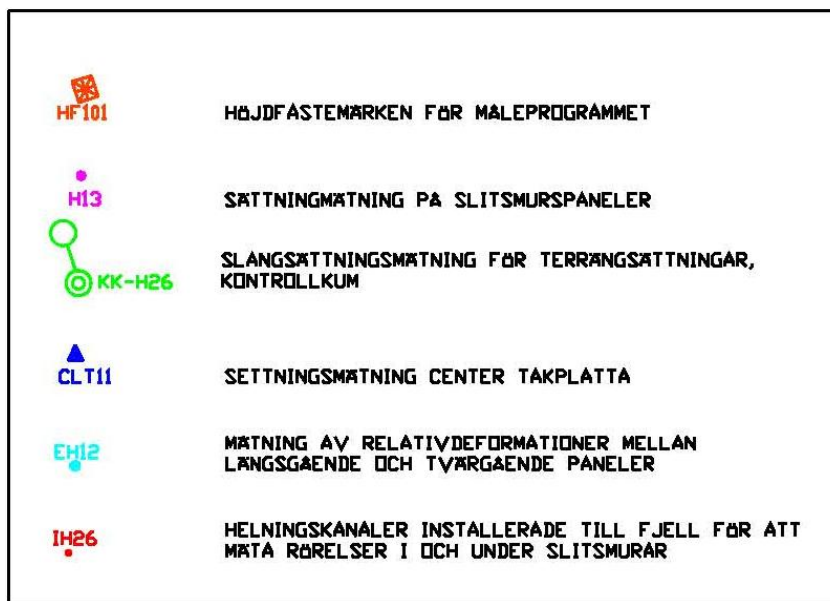 HF101 HÖJDFÄSTEMÄRKEN FÖR MÅLEPROGRAMMET
H13 SÄTTNINGMÄTNING PÅ SLITSMURSPANELER
SLANGSÄTTNINGSMÄTNING FÖR TERRÄNGSÄTTNINGAR,
KK-H26 KONTROLLKUM
CLT11 SETTNINGSMÄTNING CENTER TAKPLATTA
EH12 MÄTNING AV RELATIVDEFORMATIONER MELLAN
LÄNGSGÅENDE OCH TVÄRGÅENDE PANELER
IH26 HELNINGSKANALER INSTALLERADE TILL FJELL FÖR ATT
MÄTA RÖRELSER I OCH UNDER SLITSMURAR